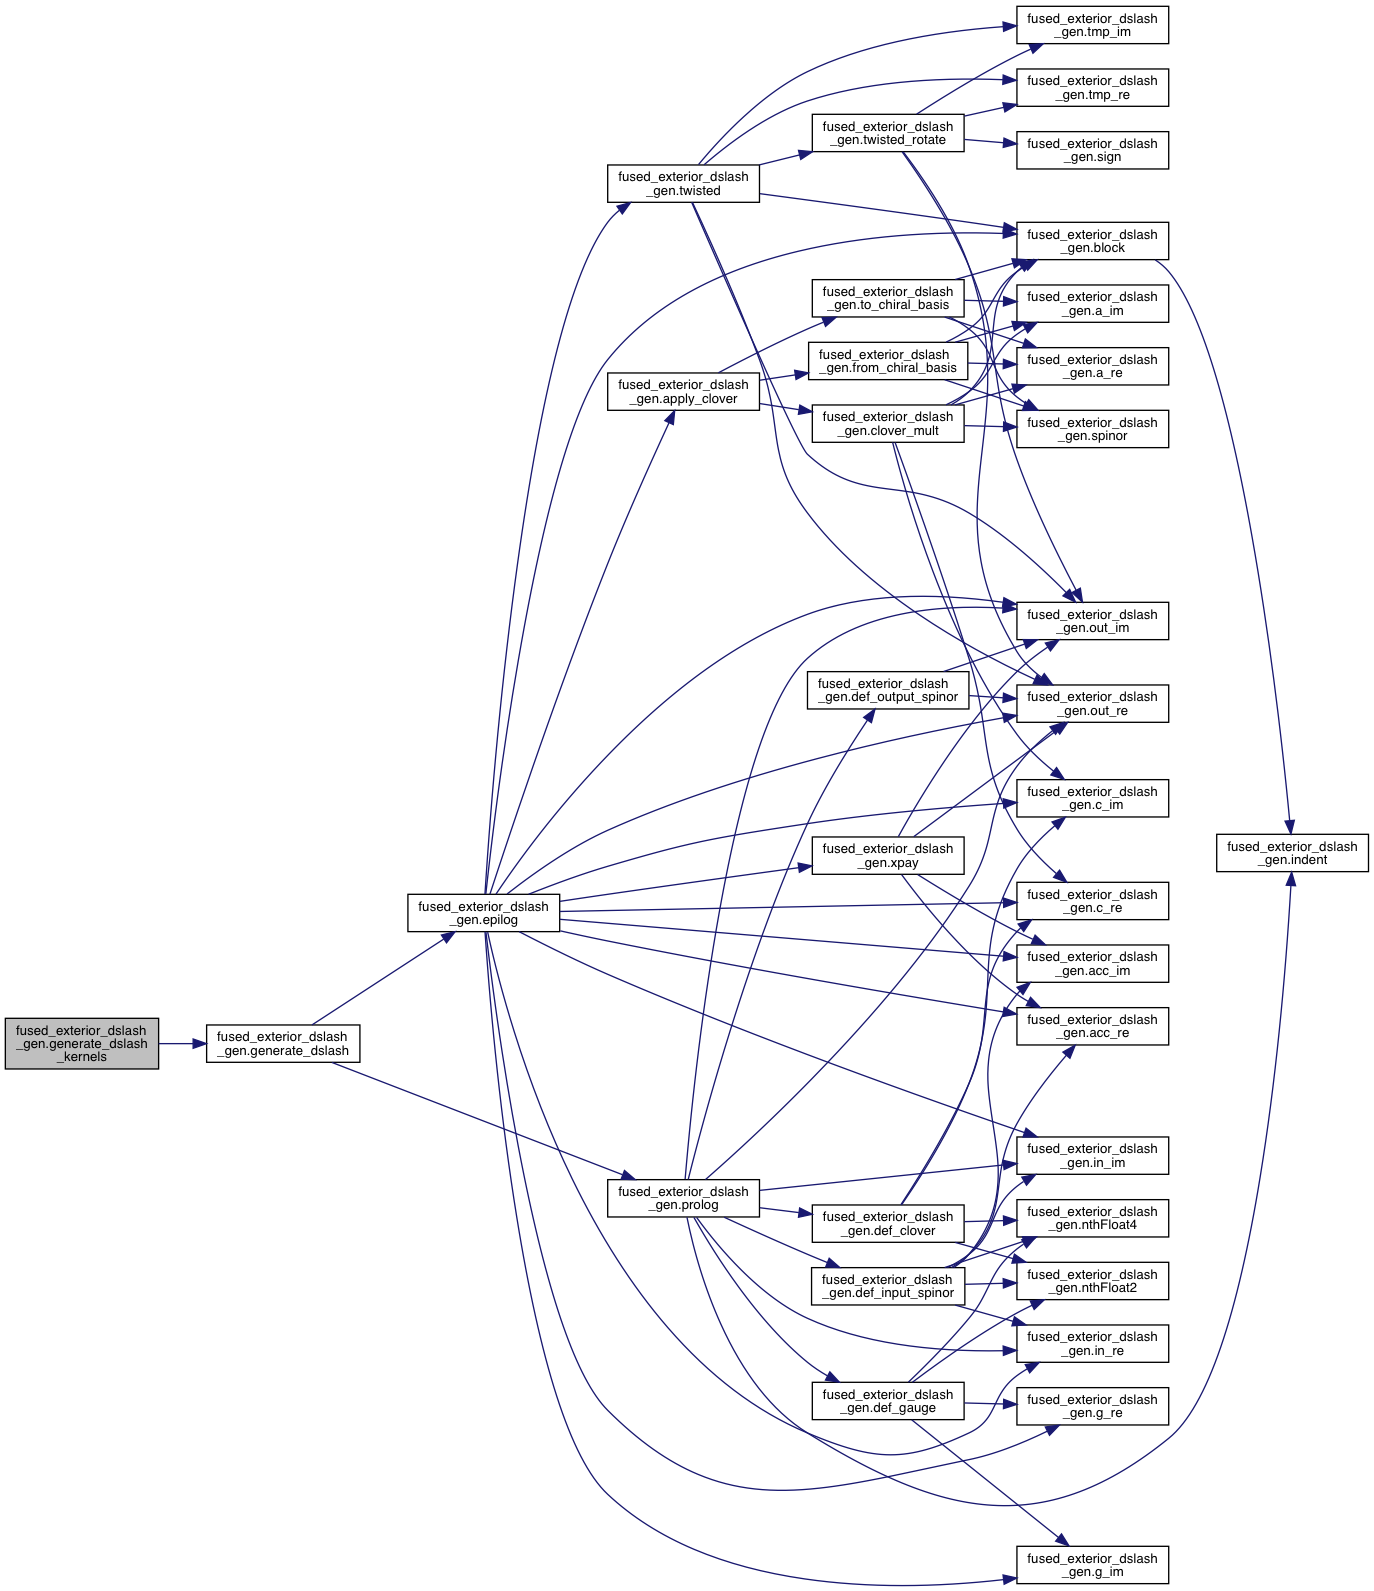 fused_exterior_dslash
_gen.generate_dslash
_kernels
fused_exterior_dslash
_gen.generate_dslash
fused_exterior_dslash
_gen.epilog
fused_exterior_dslash
_gen.twisted
fused_exterior_dslash
_gen.apply_clover
fused_exterior_dslash
_gen.prolog
fused_exterior_dslash
_gen.twisted_rotate
fused_exterior_dslash
_gen.to_chiral_basis
fused_exterior_dslash
_gen.from_chiral_basis
fused_exterior_dslash
_gen.clover_mult
fused_exterior_dslash
_gen.def_output_spinor
fused_exterior_dslash
_gen.xpay
fused_exterior_dslash
_gen.def_clover
fused_exterior_dslash
_gen.def_input_spinor
fused_exterior_dslash
_gen.def_gauge
fused_exterior_dslash
_gen.tmp_im
fused_exterior_dslash
_gen.tmp_re
fused_exterior_dslash
_gen.sign
fused_exterior_dslash
_gen.block
fused_exterior_dslash
_gen.a_im
fused_exterior_dslash
_gen.a_re
fused_exterior_dslash
_gen.spinor
fused_exterior_dslash
_gen.out_im
fused_exterior_dslash
_gen.out_re
fused_exterior_dslash
_gen.c_im
fused_exterior_dslash
_gen.c_re
fused_exterior_dslash
_gen.acc_im
fused_exterior_dslash
_gen.acc_re
fused_exterior_dslash
_gen.in_im
fused_exterior_dslash
_gen.nthFloat4
fused_exterior_dslash
_gen.nthFloat2
fused_exterior_dslash
_gen.in_re
fused_exterior_dslash
_gen.g_re
fused_exterior_dslash
_gen.g_im
fused_exterior_dslash
_gen.indent